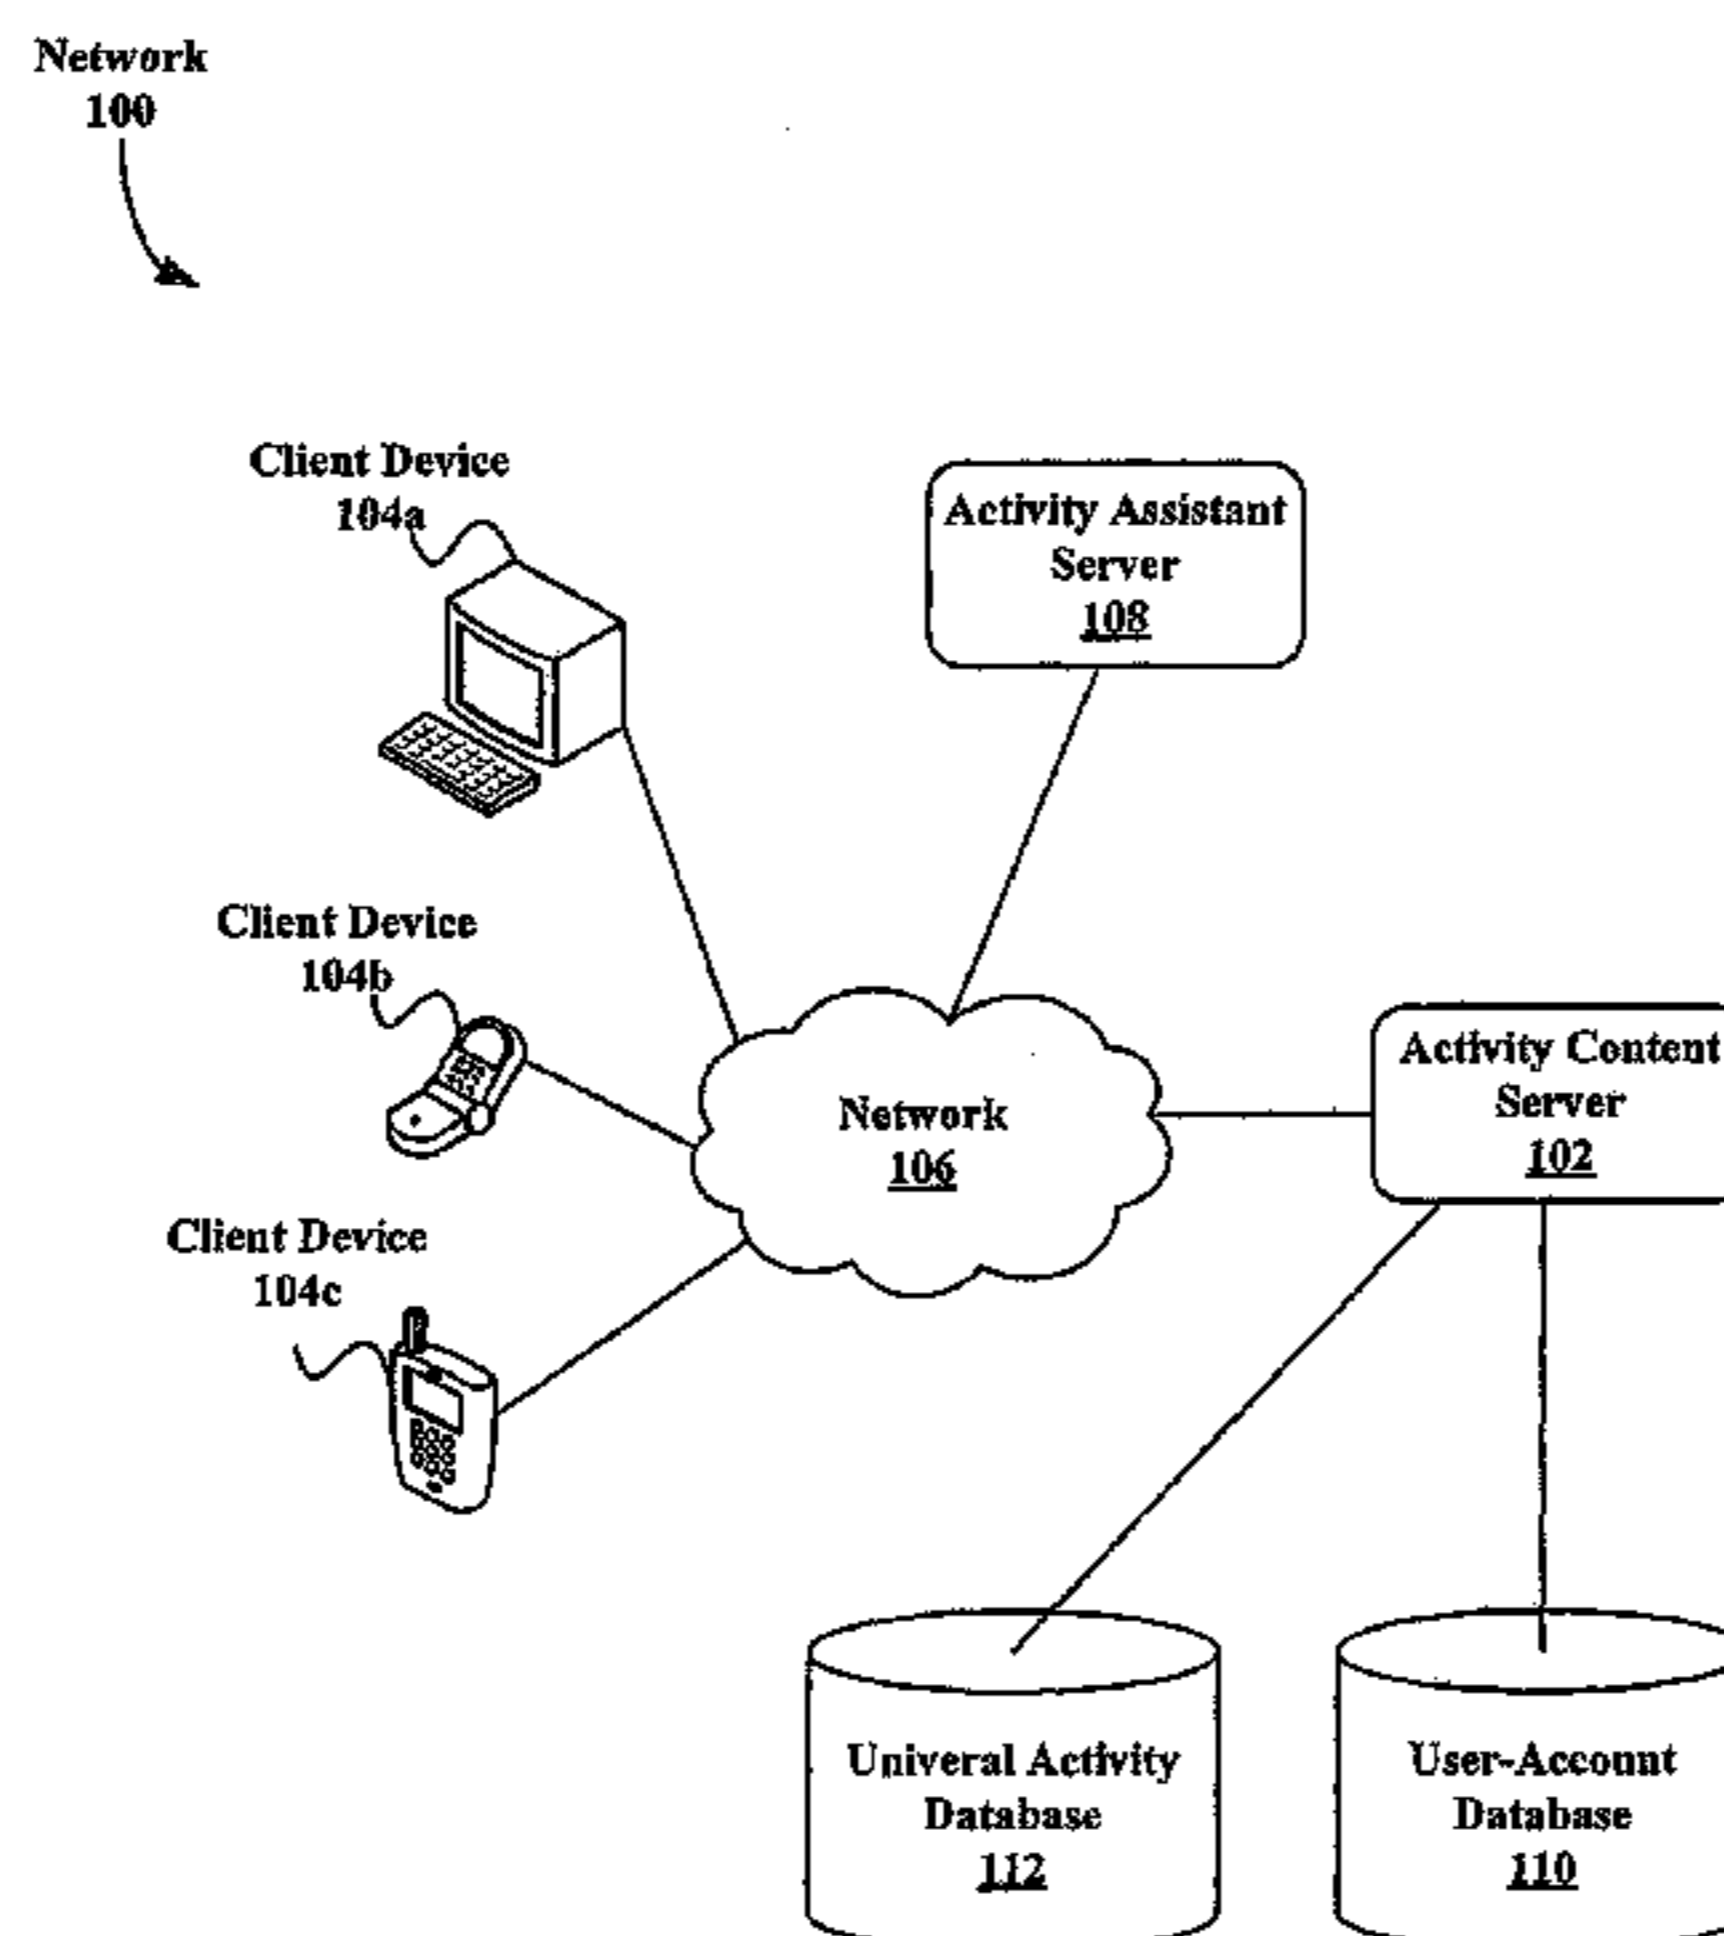 Network
100
Client Device
104a
Activity Assistant
Server
108
Client Device
104b
Network
106
Activity Content
Server
102
Client Device
104c
Univeral Activity
Database
112
User-Account
Database
110